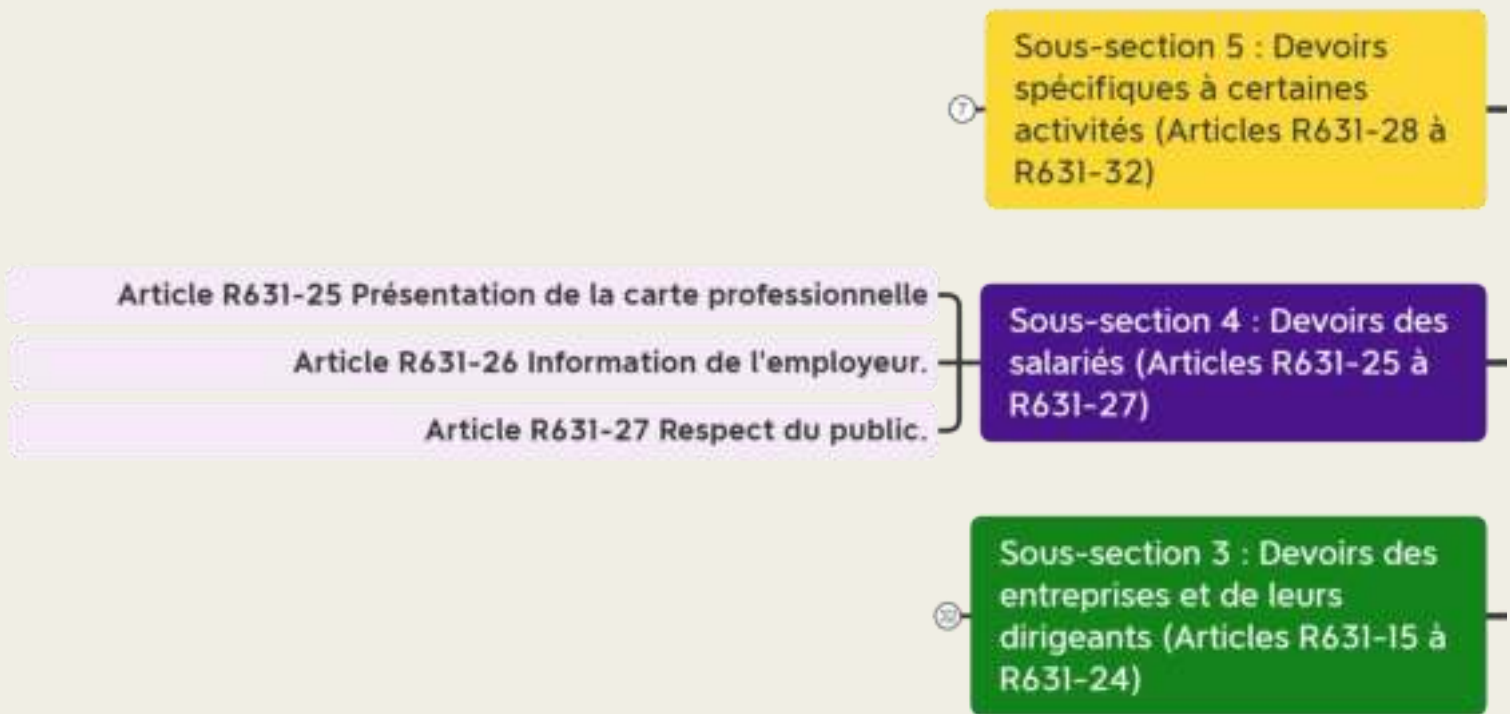 Sous-section 5 : Devoirs
spécifiques à certaines
activités (Articles R631-28 à
R631-32)
7
Article R631-25 Présentation de la carte professionnelle
Article R631-26 Information de l'employeur.
Article R631-27 Respect du public.
Sous-section 4 : Devoirs des
salariés (Articles R631-25 à
R631-27)
Sous-section 3 : Devoirs des
entreprises et de leurs
dirigeants (Articles R631-15 à
R631-24)